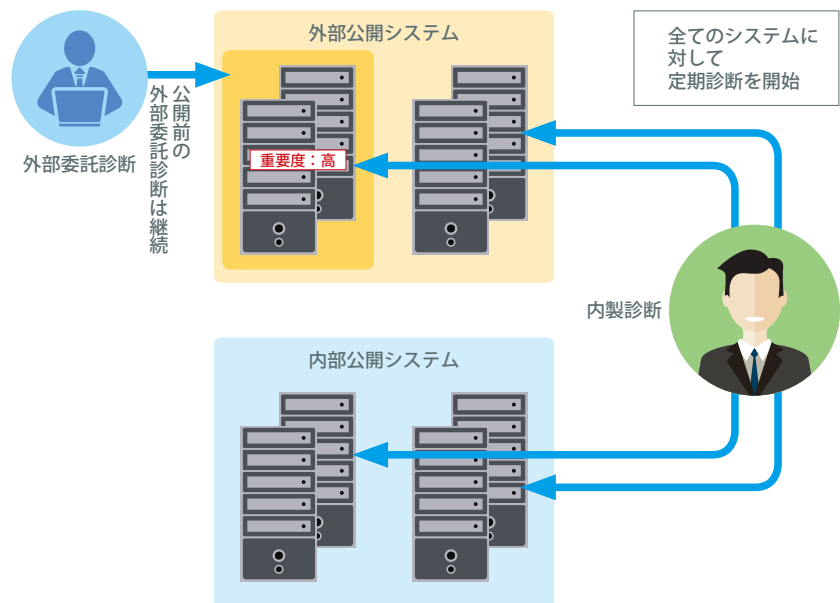 外部公開システム
全てのシステムに
対して
定期診断を開始
公開前の
外部委託診断は継続
外部委託診断
重要度：高
内製診断
内部公開システム